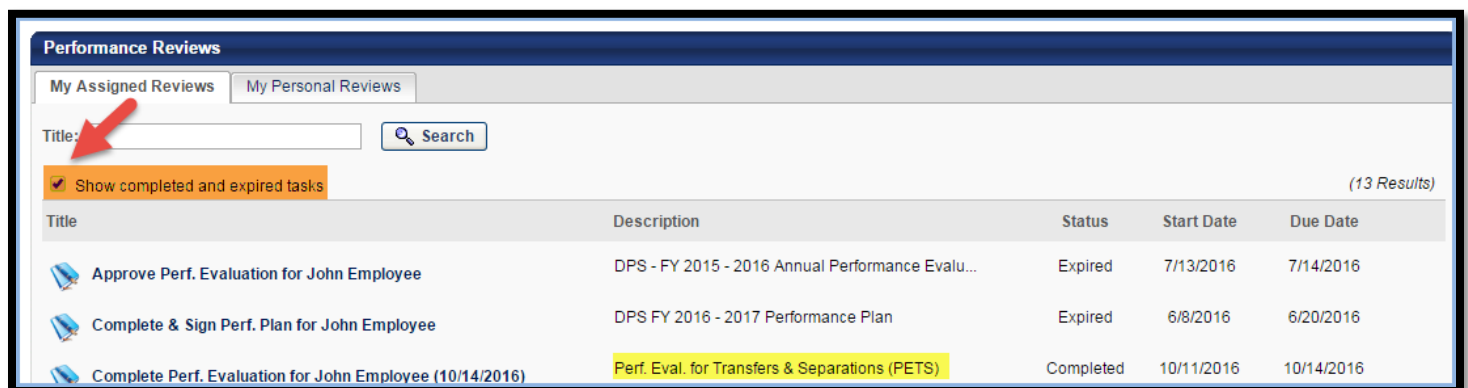 Performance Reviews
My Assigned Reviews My Personal Reviews
Title: Search
Show completed and expired tasks
(13 Results)
Title Description Status Start Date Due Date
Approve Perf. Evaluation for John Employee DPS - FY 2015 - 2016 Annual Performance Evalu... Expired 7/13/2016 7/14/2016
Complete & Sign Perf. Plan for John Employee DPS FY 2016 - 2017 Performance Plan Expired 6/8/2016 6/20/2016
Complete Perf. Evaluation for John Employee (10/14/2016) Perf. Eval. for Transfers & Separations (PETS) Completed 10/11/2016 10/14/2016